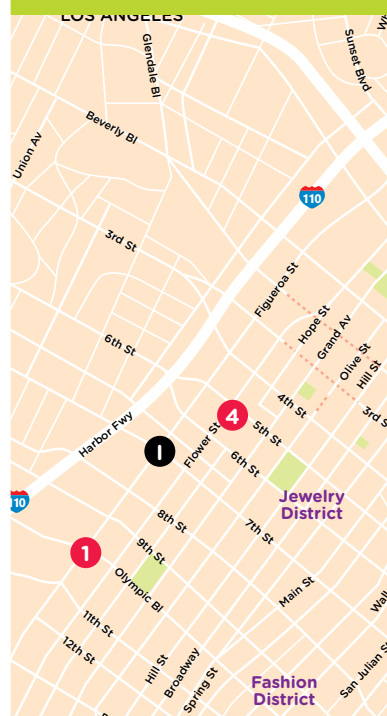 LOS ANGELES
Glendale Bl
Sunset Blvd
Beverly Bl
Union Av
110
3rd St
Figueroa St
Hope St
Grand Av
Olive St
Hill St
6th St
4th St
3rd S
4
5th St
Harbor Fwy
Flower St
I
6th St
110
Jewelry
District
8th St
7th St
1
9th St
Olympic Bl
Main St
11th St
12th St
Hill St
Broadway
Spring St
San Julian St
Fashion
District